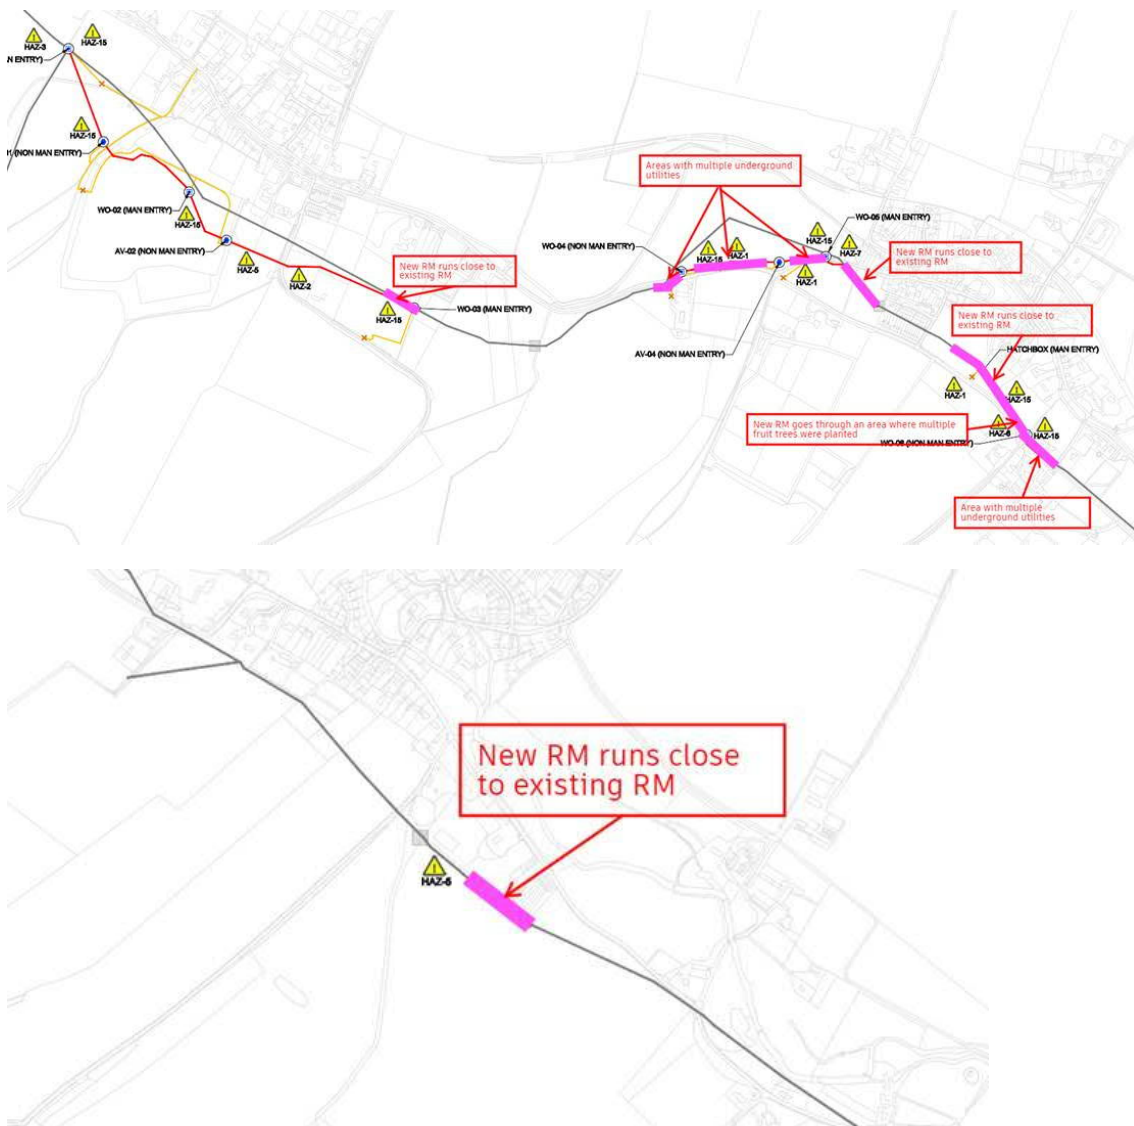 HAZ-3
HAZ-15
N ENTRY)
HAZ-15
(NON MAN ENTRY)
WO-02 (MAN ENTRY)
HAZ-15
AV-02 (NON MAN ENTRY)
HAZ-5
HAZ-2
New RM runs close to
existing RM
HAZ-15
WO-03 (MAN ENTRY)
Areas with multiple underground
utilities
WO-04 (NON MAN ENTRY)
HAZ-15
HAZ-1
HAZ-15
WO-05 (MAN ENTRY)
HAZ-7
HAZ-1
New RM runs close to
existing RM
AV-04 (NON MAN ENTRY)
New RM runs close to
existing RM
HATCHBOX (MAN ENTRY)
HAZ-1
HAZ-15
New RM goes through an area where multiple
fruit trees were planted
HAZ-6
HAZ-15
WO-06 (NON MAN ENTRY)
Area with multiple
underground utilities
New RM runs close
to existing RM
HAZ-5